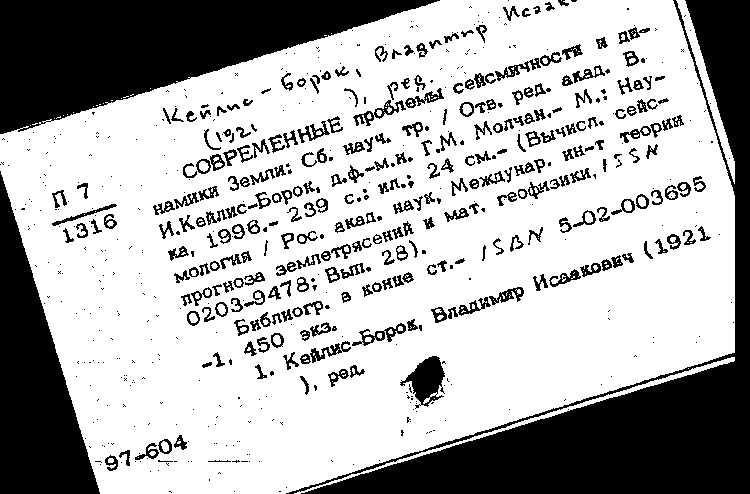 Кейлис-Борок, Владимир
(1921 ), ред.
СОВРЕМЕННЫЕ проблемы сейсмичности и ди-
намики Земли: Сб. науч. тр. / Отв. ред. акад. В.
И.Кейлис-Борок, д.ф.-м.н. Г.М. Молчан.- М.: Нау-
ка, 1996.- 239 с.: ил.; 24 см.- (Вычисл. сейс-
мология / Рос. акад. наук, Междунар. ин-т теории
прогноза землетрясений и мат. геофизики, ISSN
0203-9478; Вып. 28).
Библиогр. в конце ст.- ISBN 5-02-003695
-1, 450 экз.
1. Кейлис-Борок, Владимир Исаакович (1921
), ред.
П 7
1316
97-604